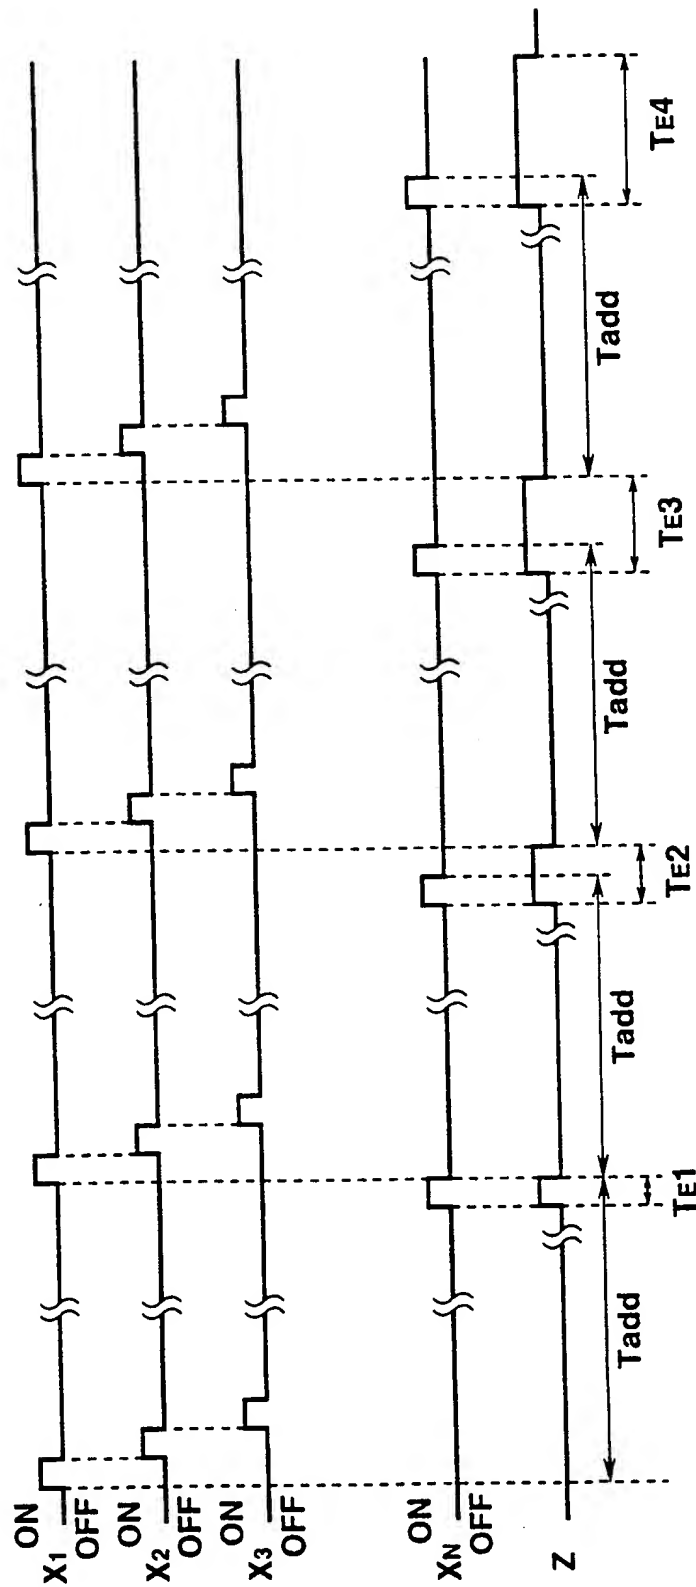 ON
X1
OFF
ON
X2
OFF
ON
X3
OFF
ON
XN
OFF
Z
Tadd
Tadd
Tadd
Tadd
TE1
TE2
TE3
TE4